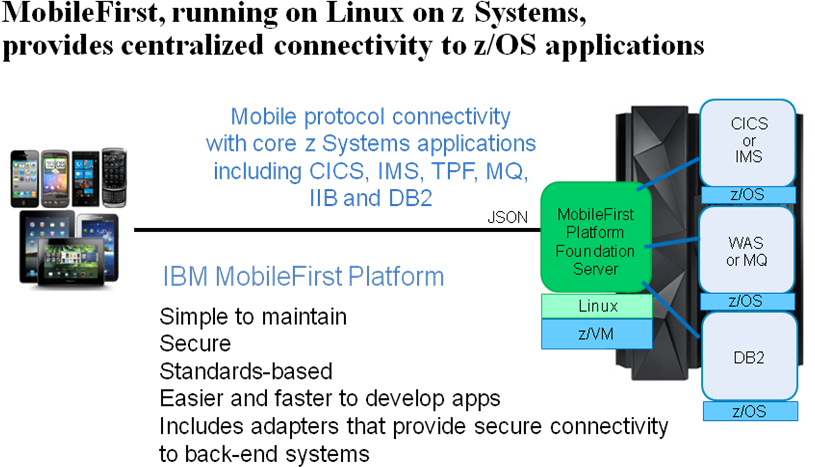 MobileFirst, running on Linux on z Systems,
provides centralized connectivity to z/OS applications
Mobile protocol connectivity
with core z Systems applications
including CICS, IMS, TPF, MQ,
IIB and DB2
JSON
IBM MobileFirst Platform
Simple to maintain
Secure
Standards-based
Easier and faster to develop apps
Includes adapters that provide secure connectivity
to back-end systems
MobileFirst
Platform
Foundation
Server
Linux
z/VM
CICS
or
IMS
z/OS
WAS
or MQ
z/OS
DB2
z/OS